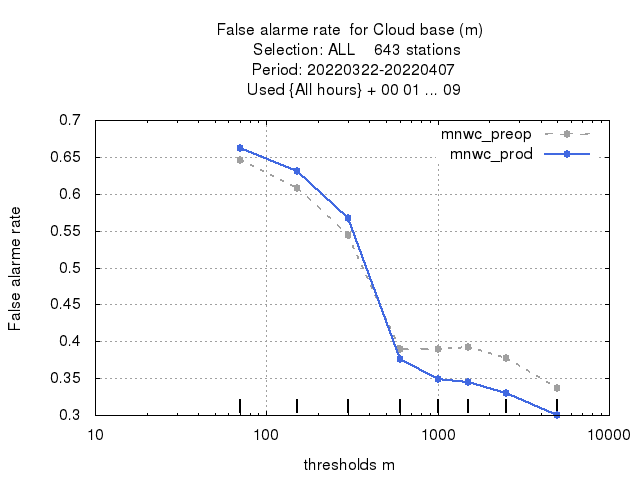 False alarme rate  for Cloud base (m)
Selection: ALL    643 stations
Period: 20220322-20220407
Used {All hours} + 00 01 ... 09
0.7
0.65
0.6
0.55
0.5
0.45
0.4
0.35
0.3
False alarme rate
mnwc_preop
mnwc_prod
10
100
1000
10000
thresholds m